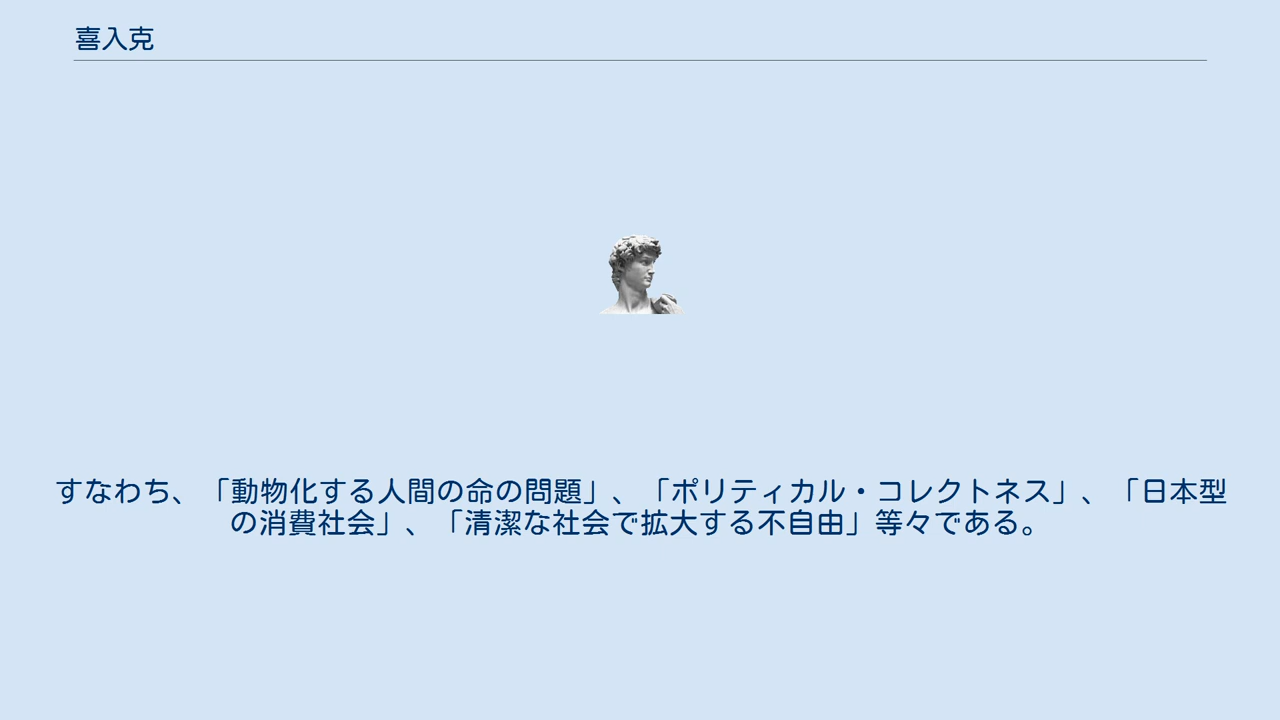 喜入克
すなわち、「動物化する人間の命の問題」、「ポリティカル・コレクトネス」、「日本型
の消費社会」、「清潔な社会で拡大する不自由」等々である。